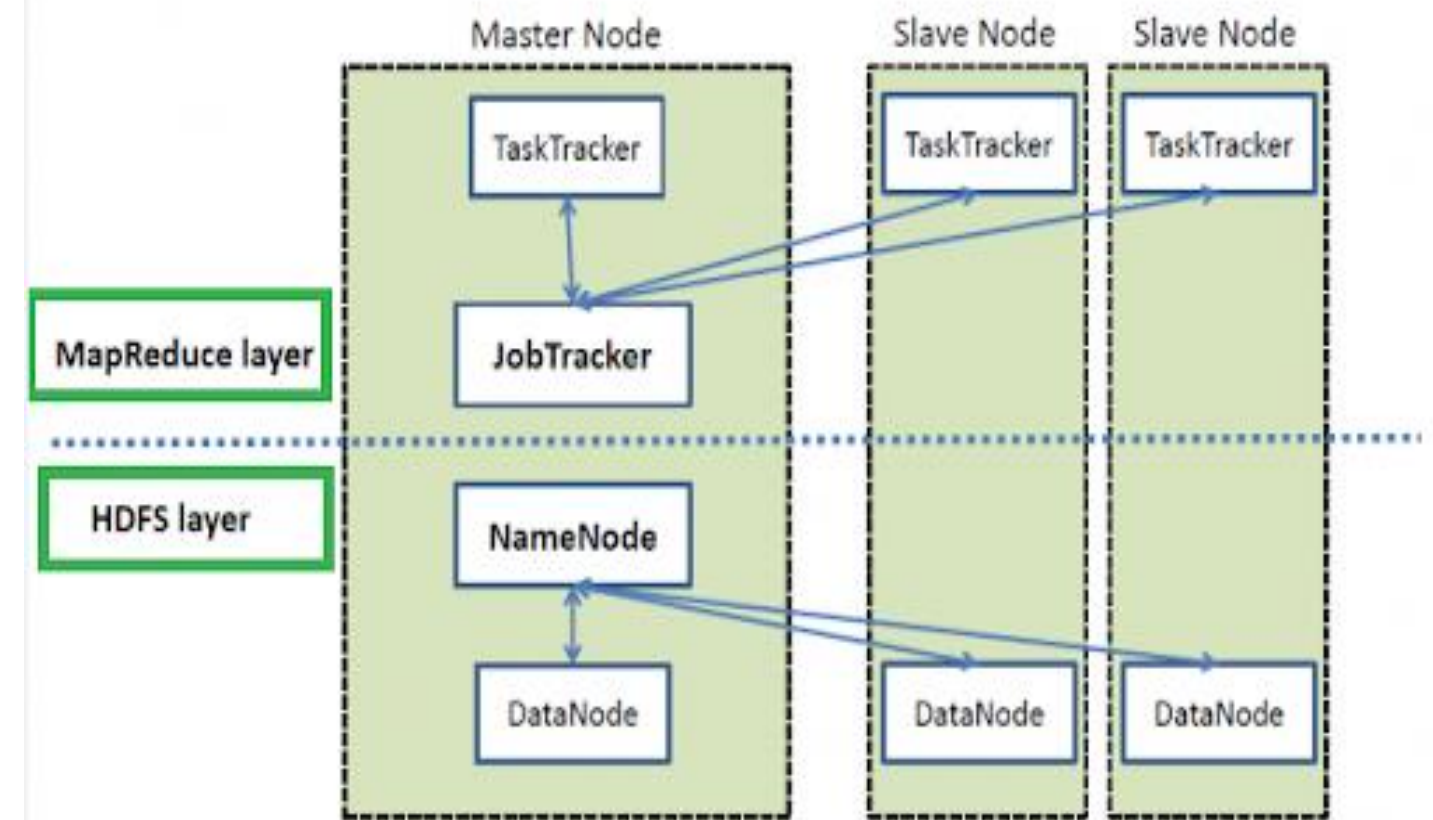 Master Node
Slave Node
Slave Node
TaskTracker
TaskTracker
TaskTracker
MapReduce layer
JobTracker
HDFS layer
NameNode
DataNode
DataNode
DataNode